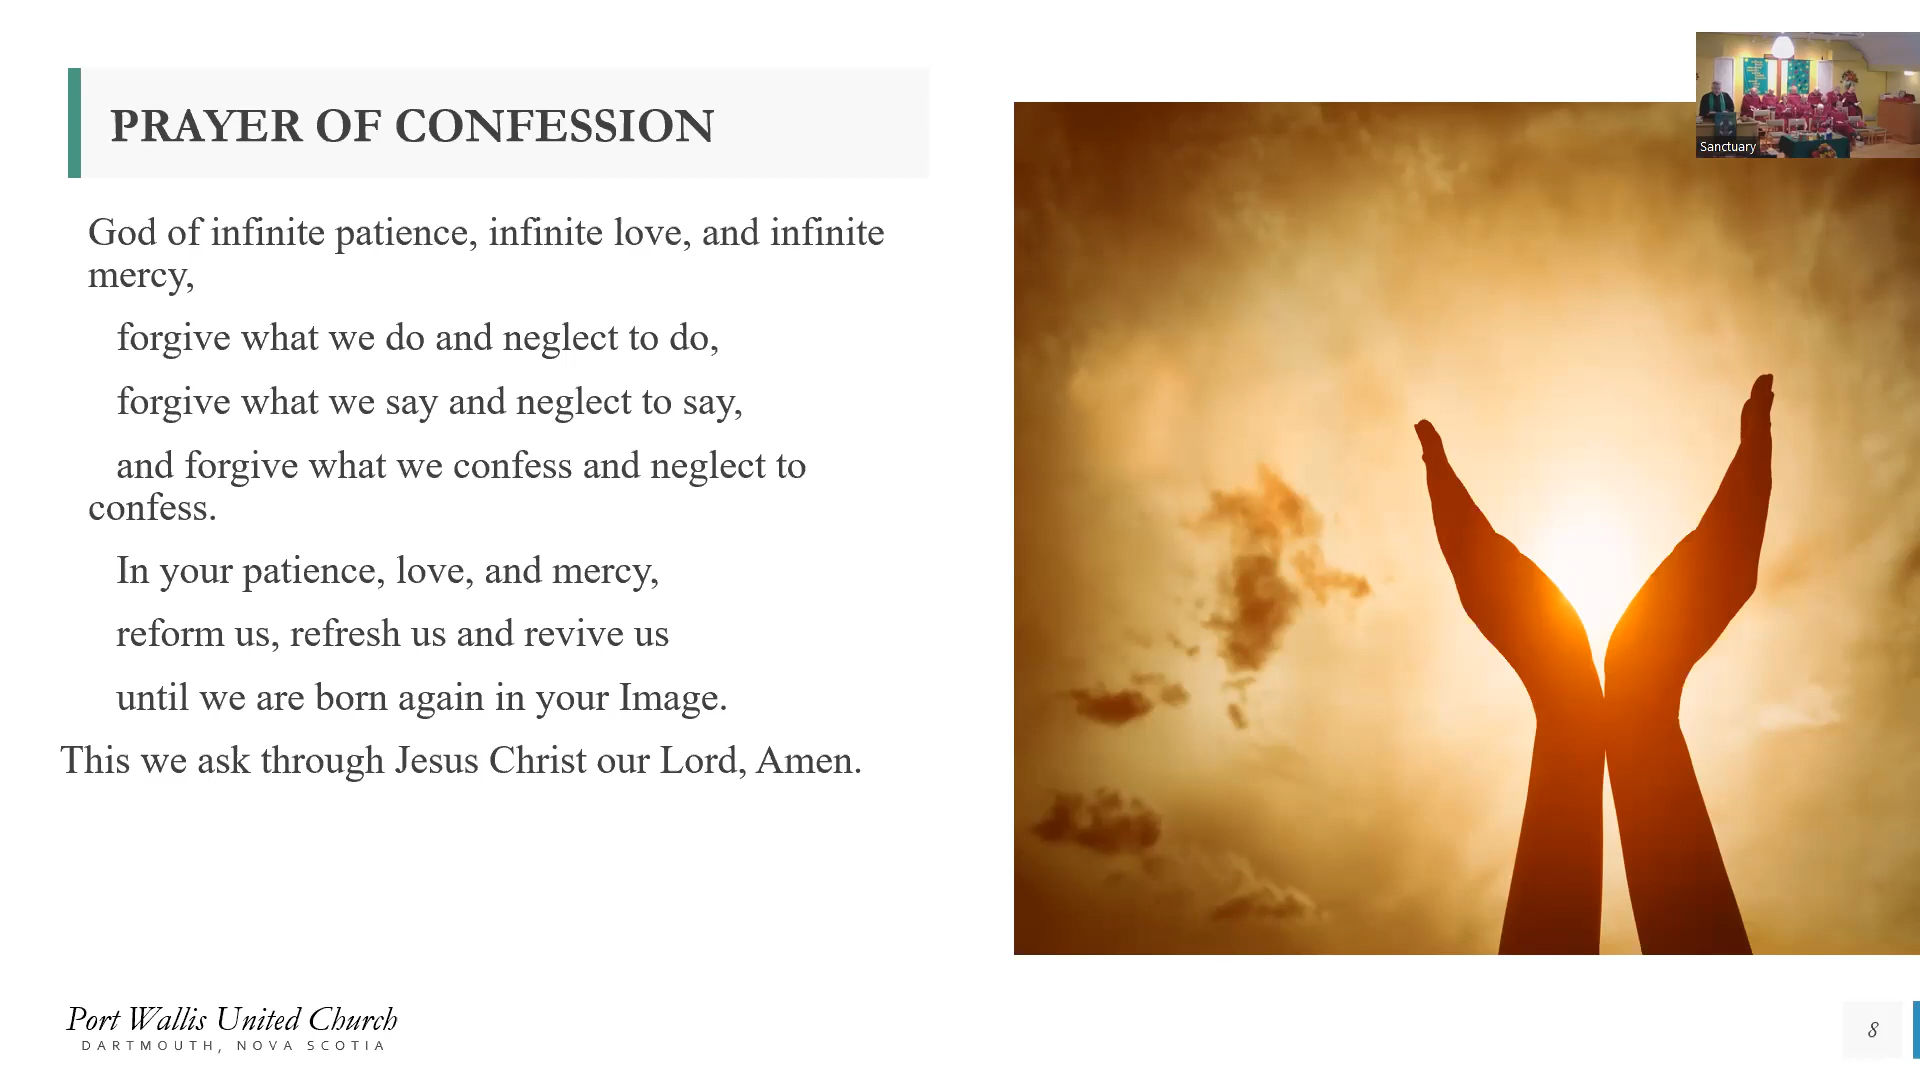 PRAYER OF CONFESSION
God of infinite patience, infinite love, and infinite
mercy,
forgive what we do and neglect to do,
forgive what we say and neglect to say,
and forgive what we confess and neglect to
confess.
In your patience, love, and mercy,
reform us, refresh us and revive us
until we are born again in your Image.
This we ask through Jesus Christ our Lord, Amen.
Sanctuary
Port Wallis United Church
DARTMOUTH, NOVA SCOTIA
8